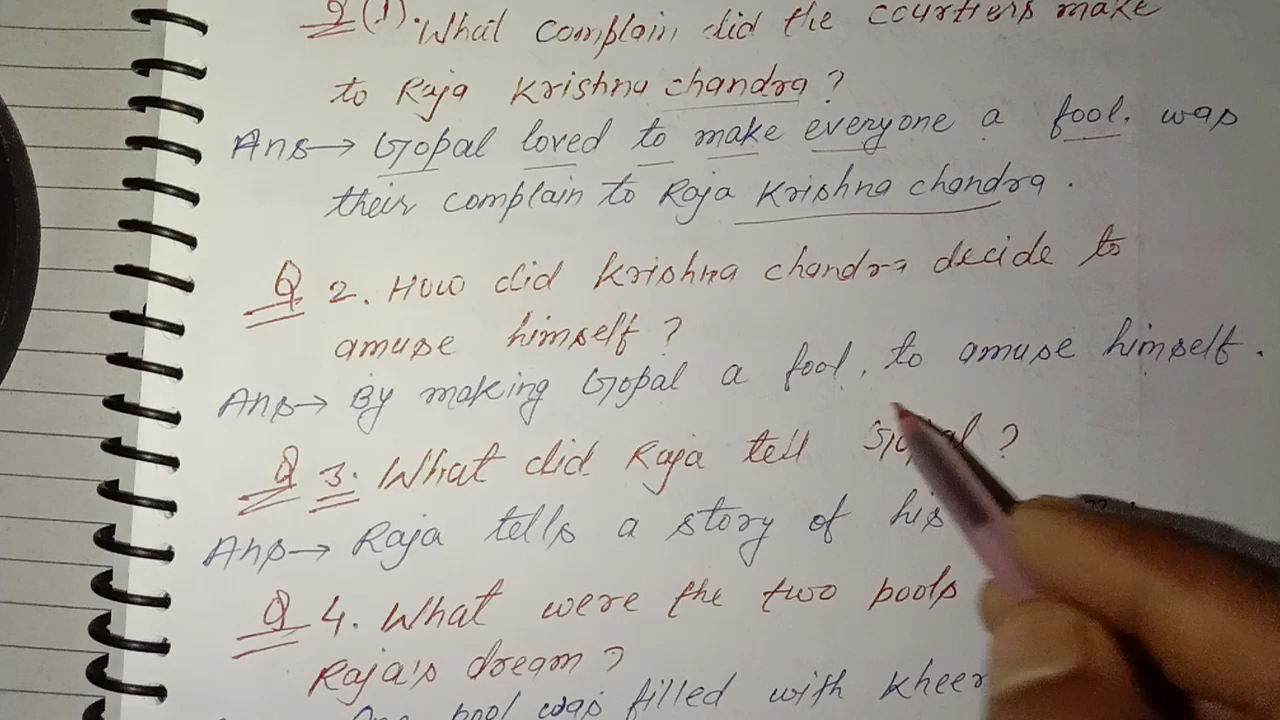 Q (1). What complain did the courtiers make
to Raja Krishna chandra ?
Ans → Gopal loved to make everyone a fool, was
their complain to Raja Krishna chandra .
Q 2. How did Krishna chandra decide to
amuse himself ?
Ans → By making Gopal a fool, to amuse himself .
Q 3. What did Raja tell Gopal ?
Ans → Raja tells a story of his
Q 4. What were the two pools
Raja's dream ?
One pool was filled with kheer